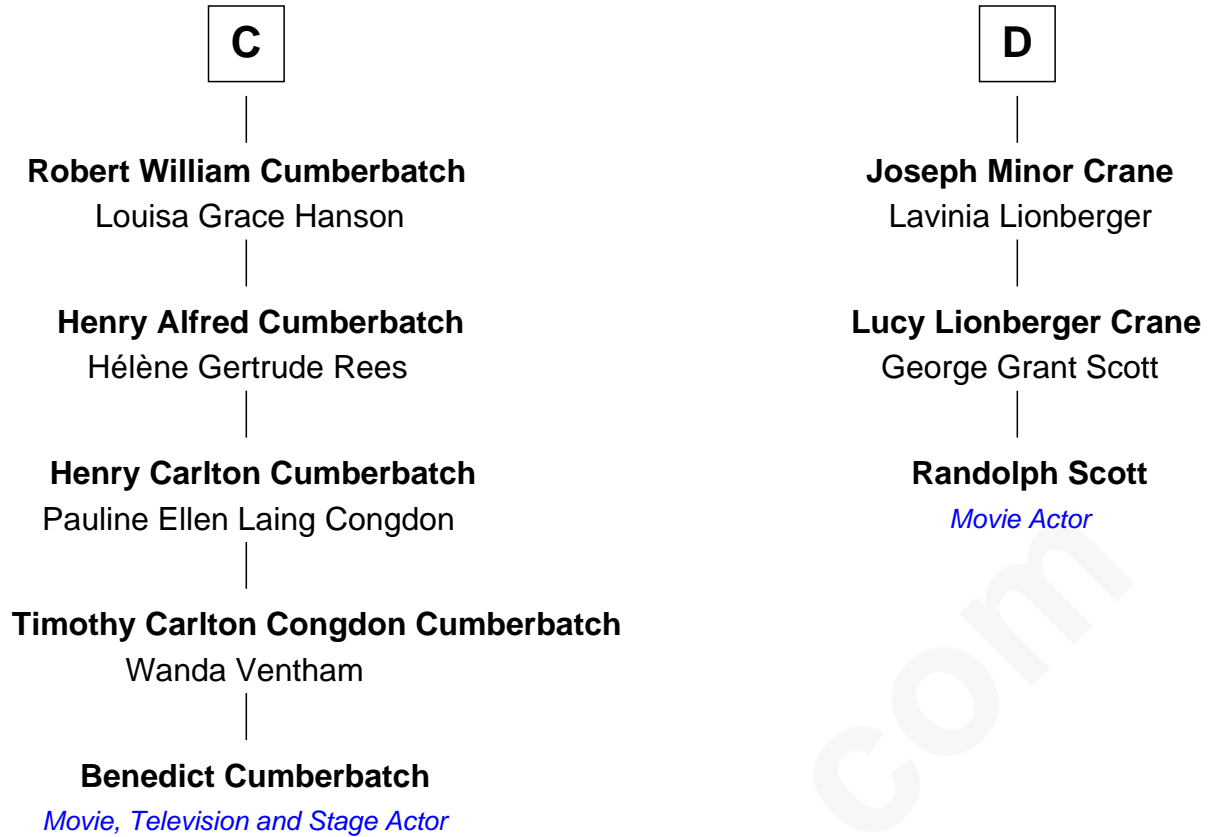 C
Robert William Cumberbatch
Louisa Grace Hanson
Henry Alfred Cumberbatch
Hélène Gertrude Rees
Henry Carlton Cumberbatch
Pauline Ellen Laing Congdon
Timothy Carlton Congdon Cumberbatch
Wanda Ventham
Benedict Cumberbatch
Movie, Television and Stage Actor
D
Joseph Minor Crane
Lavinia Lionberger
Lucy Lionberger Crane
George Grant Scott
Randolph Scott
Movie Actor
com